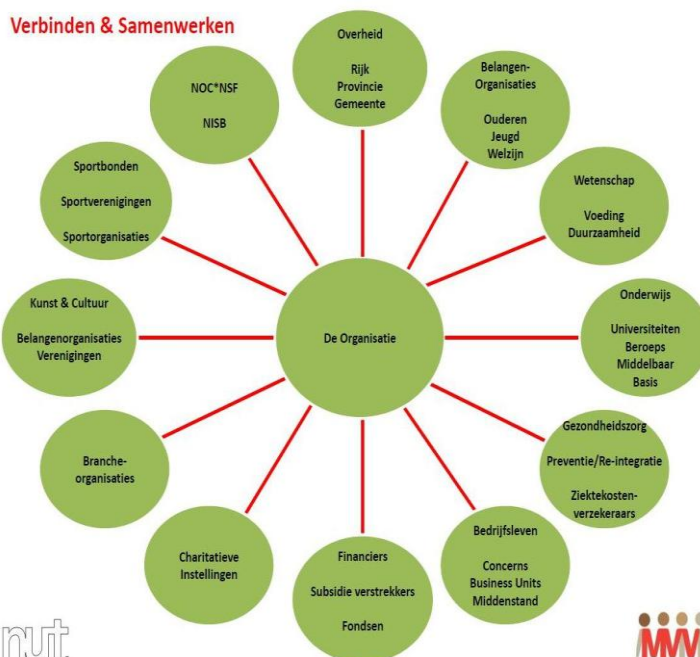 Verbinden & Samenwerken
Overheid
Rijk
Provincie
Gemeente
Belangen-
Organisaties
Ouderen
Jeugd
Welzijn
Wetenschap
Voeding
Duurzaamheid
Onderwijs
Universiteiten
Beroeps
Middelbaar
Basis
Gezondheidszorg
Preventie/Re-integratie
Ziektekosten-
verzekeraars
Bedrijfsleven
Concerns
Business Units
Middenstand
Financiers
Subsidie verstrekkers
Fondsen
Charitatieve
Instellingen
Branche-
organisaties
Kunst & Cultuur
Belangenorganisaties
Verenigingen
Sportbonden
Sportverenigingen
Sportorganisaties
NOC*NSF
NISB
De Organisatie
nut